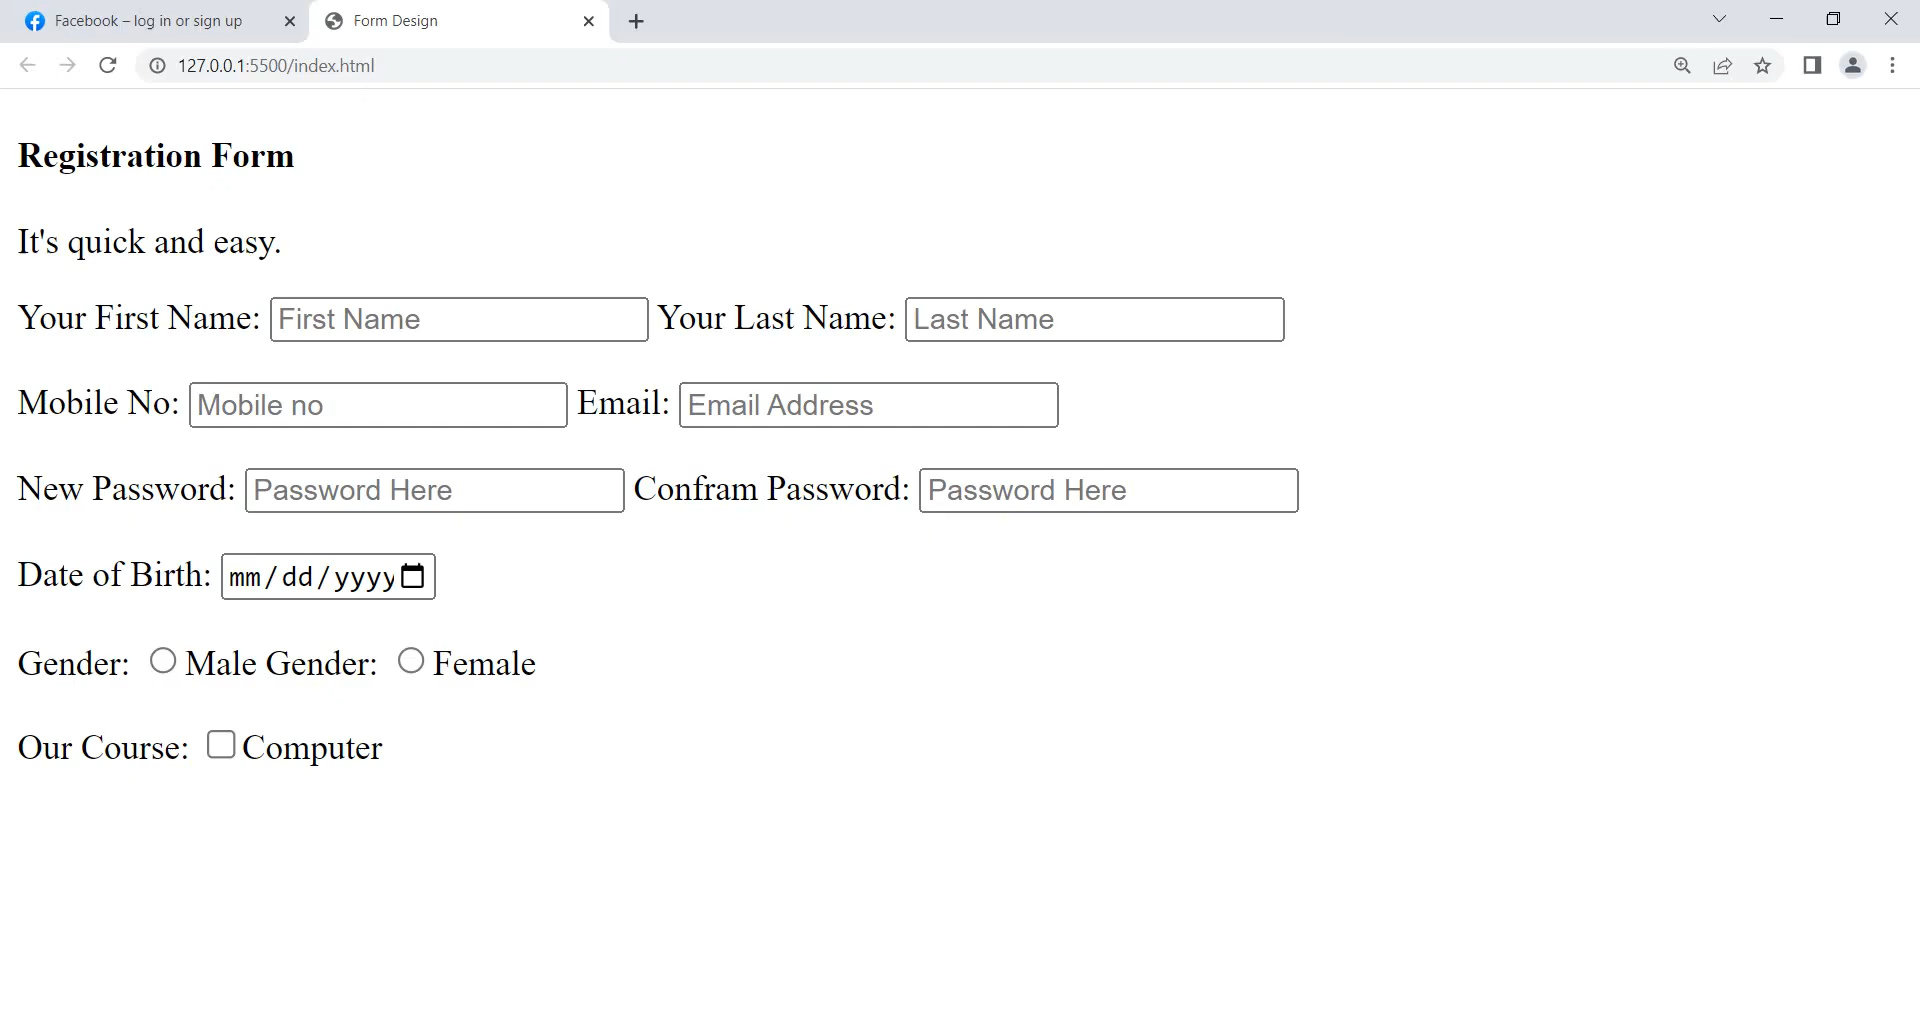 Facebook – log in or sign up Form Design
127.0.0.1:5500/index.html
Registration Form
It's quick and easy.
Your First Name: First Name Your Last Name: Last Name
Mobile No: Mobile no Email: Email Address
New Password: Password Here Confram Password: Password Here
Date of Birth: mm/dd/yyyy
Gender: Male Gender: Female
Our Course: Computer